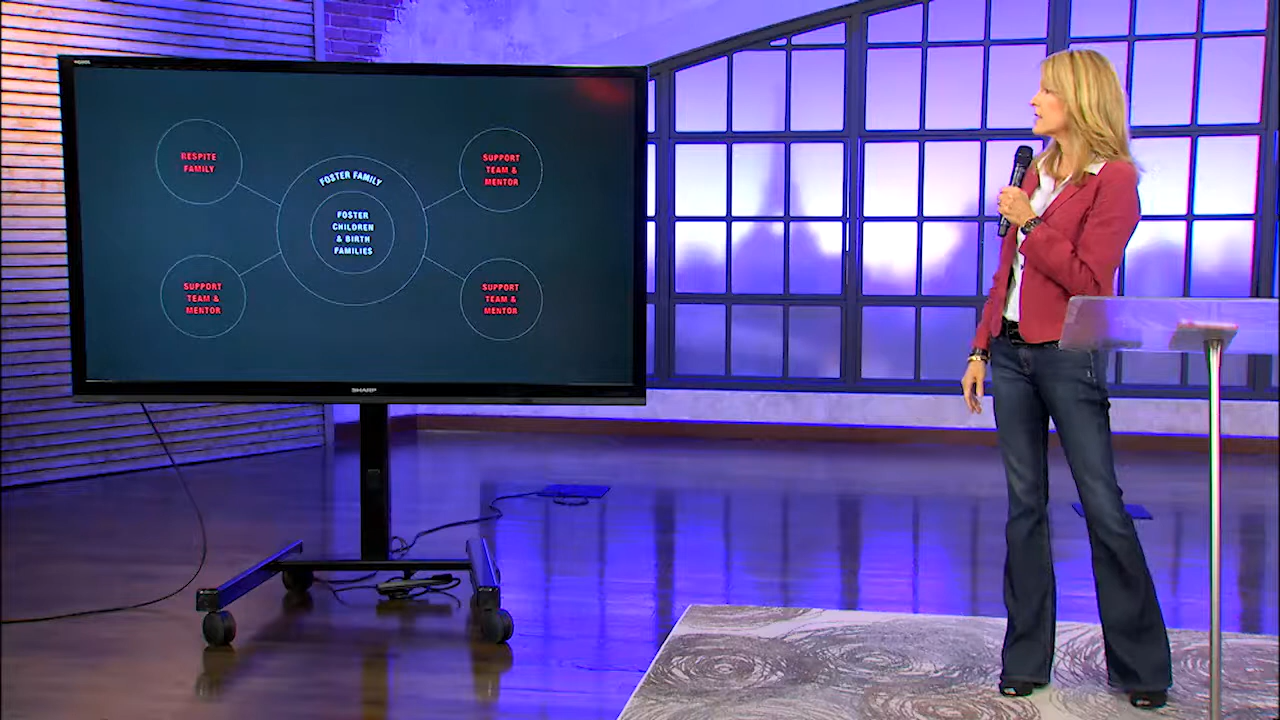 RESPITE
FAMILY
FOSTER FAMILY
FOSTER
CHILDREN
& BIRTH
FAMILIES
SUPPORT
TEAM &
MENTOR
SUPPORT
TEAM &
MENTOR
SUPPORT
TEAM &
MENTOR
SHARP